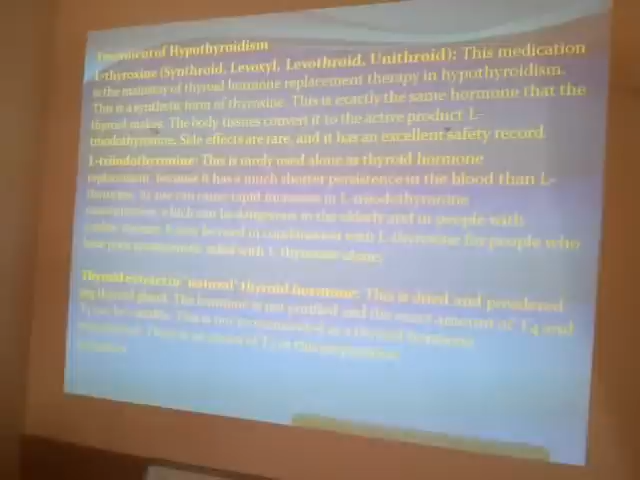 Treatment of Hypothyroidism
L-thyroxine (Synthroid, Levoxyl, Levothroid, Unithroid): This medication
is the mainstay of thyroid hormone replacement therapy in hypothyroidism.
This is a synthetic form of thyroxine. This is exactly the same hormone that the
thyroid makes. The body tissues convert it to the active product L-
triiodothyronine. Side effects are rare, and it has an excellent safety record.
L-triiodothyronine: This is rarely used alone as thyroid hormone
replacement, because it has a much shorter persistence in the blood than L-
thyroxine. Its use can cause rapid increases in L-triiodothyronine
which can be dangerous in the elderly and in people with
cardiac disease. It may be used in combination with L-thyroxine for people who
have poor symptomatic relief with L-thyroxine alone.
Thyroid extract or "natural" thyroid hormone: This is dried and powdered
pig thyroid gland. The hormone is not purified and the exact amount of T4 and
T3 can be variable. This is not recommended as a thyroid hormone